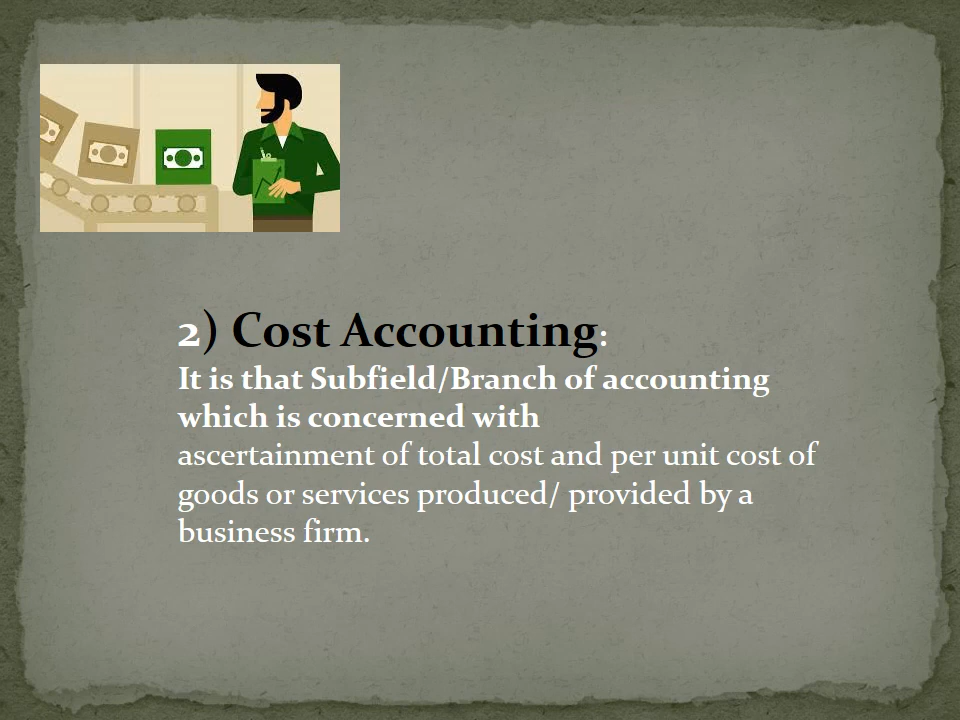 2) Cost Accounting:
It is that Subfield/Branch of accounting
which is concerned with
ascertainment of total cost and per unit cost of
goods or services produced/ provided by a
business firm.